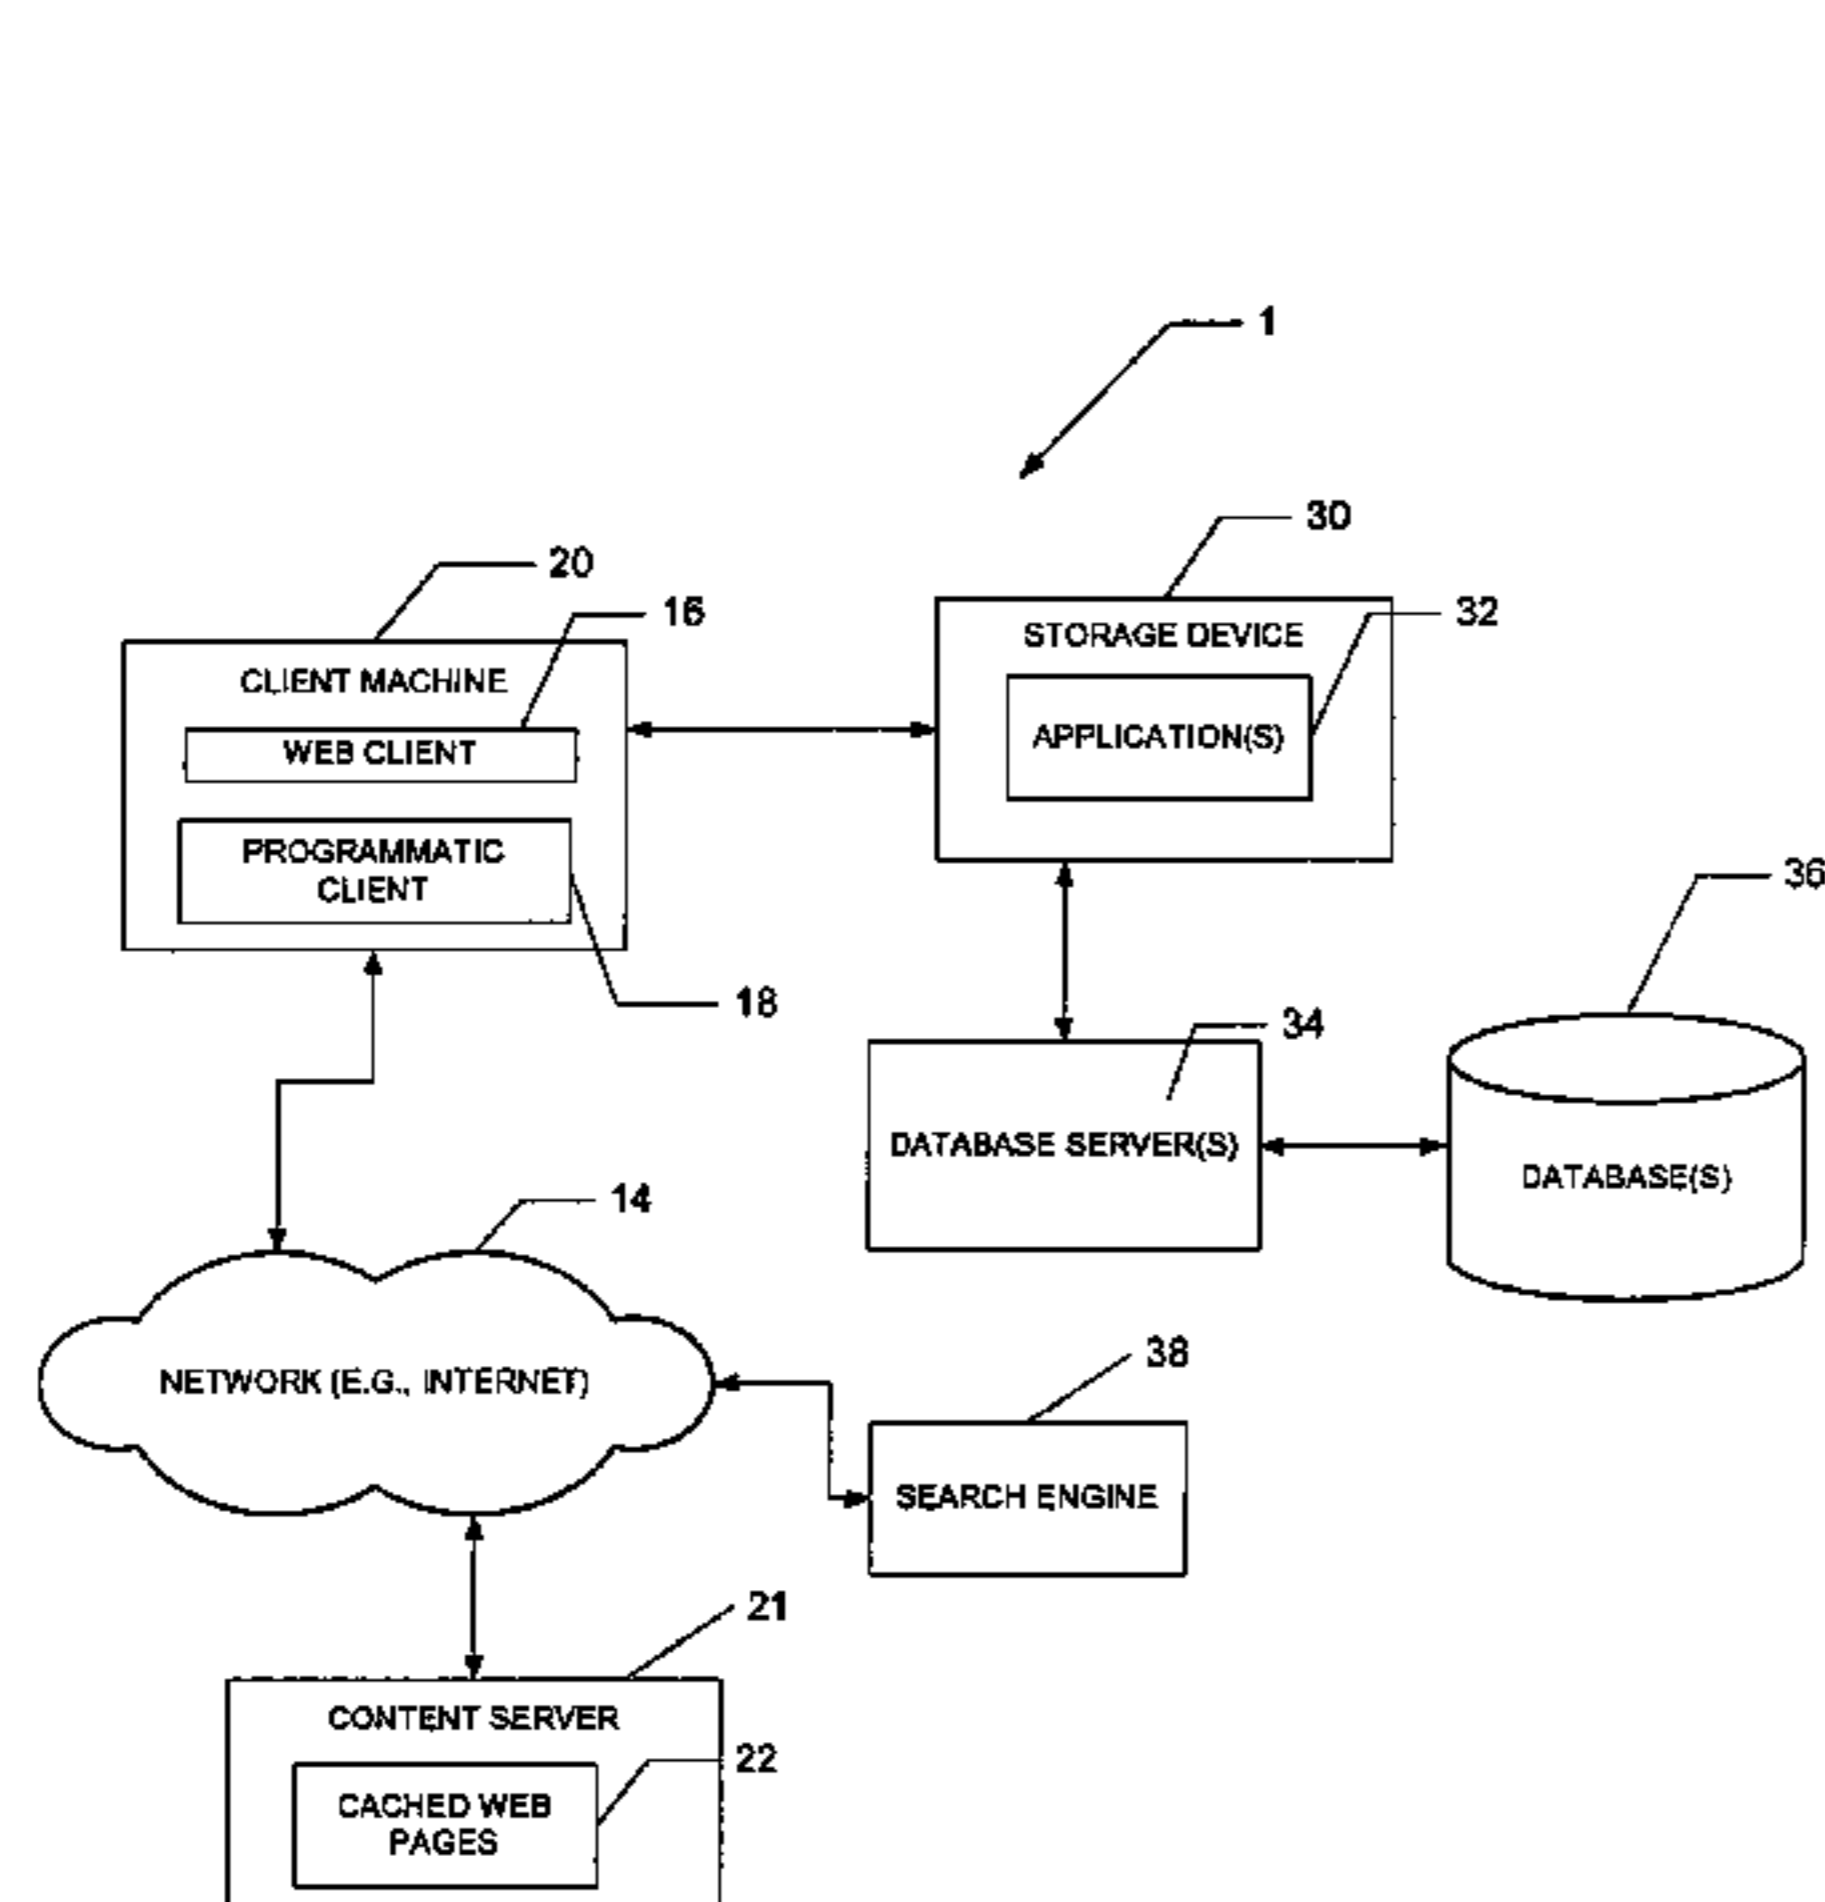 1
30
20
16
32
STORAGE DEVICE
CLIENT MACHINE
APPLICATION(S)
WEB CLIENT
PROGRAMMATIC
CLIENT
36
18
34
DATABASE SERVER(S)
DATABASE(S)
14
NETWORK (E.G., INTERNET)
38
SEARCH ENGINE
21
CONTENT SERVER
22
CACHED WEB
PAGES